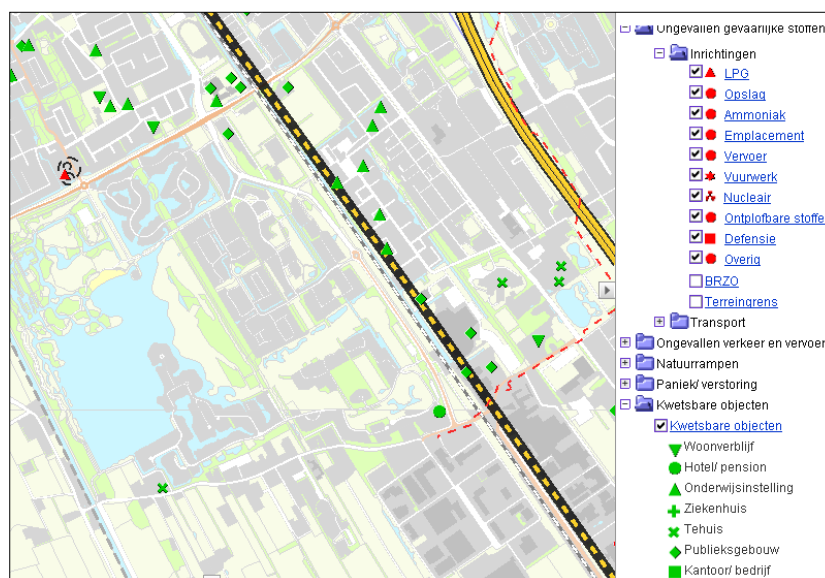 Ongevallen gevaarlijke stoffen
Inrichtingen
LPG
Opslag
Ammoniak
Emplacement
Vervoer
Vuurwerk
Nucleair
Ontplofbare stoffe
Defensie
Overig
BRZO
Terreingrens
Transport
Ongevallen verkeer en vervoer
Natuurrampen
Paniek/ verstoring
Kwetsbare objecten
Kwetsbare objecten
Woonverblijf
Hotel/ pension
Onderwijsinstelling
Ziekenhuis
Tehuis
Publieksgebouw
Kantoor/ bedrijf